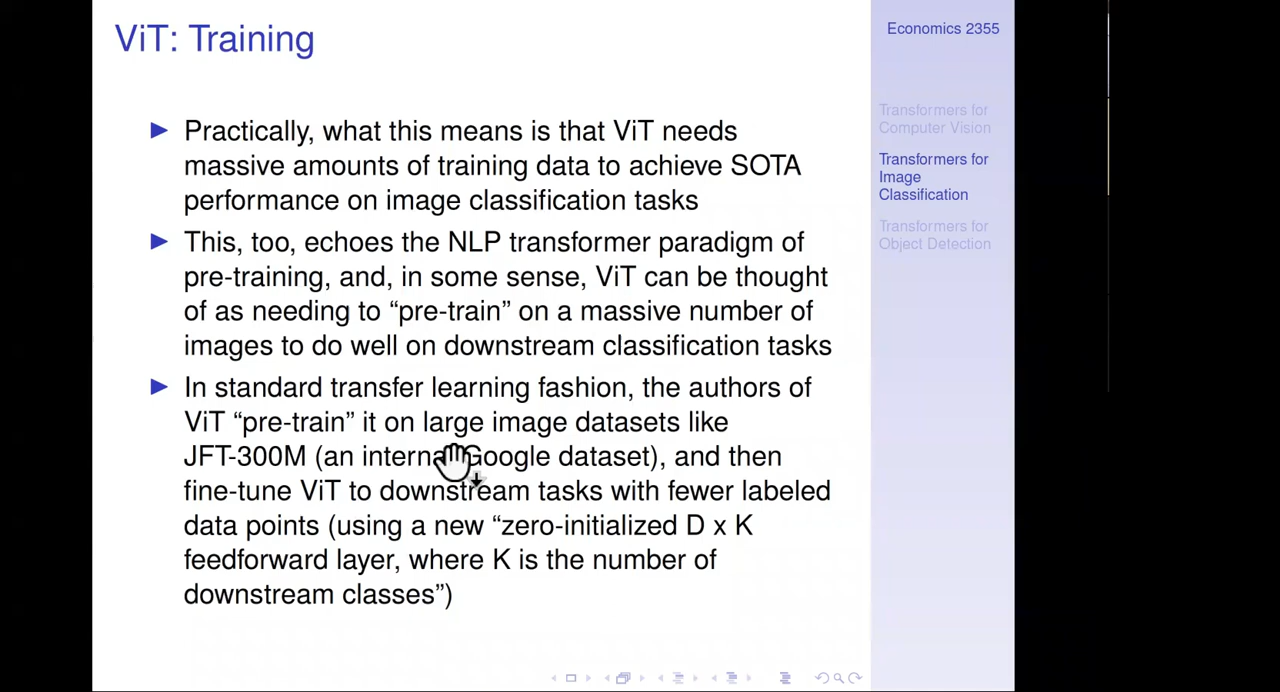 ViT: Training
Economics 2355
Transformers for
Computer Vision
Transformers for
Image
Classification
Transformers for
Object Detection
▶ Practically, what this means is that ViT needs
massive amounts of training data to achieve SOTA
performance on image classification tasks
▶ This, too, echoes the NLP transformer paradigm of
pre-training, and, in some sense, ViT can be thought
of as needing to “pre-train” on a massive number of
images to do well on downstream classification tasks
▶ In standard transfer learning fashion, the authors of
ViT “pre-train” it on large image datasets like
JFT-300M (an internal Google dataset), and then
fine-tune ViT to downstream tasks with fewer labeled
data points (using a new “zero-initialized D x K
feedforward layer, where K is the number of
downstream classes”)